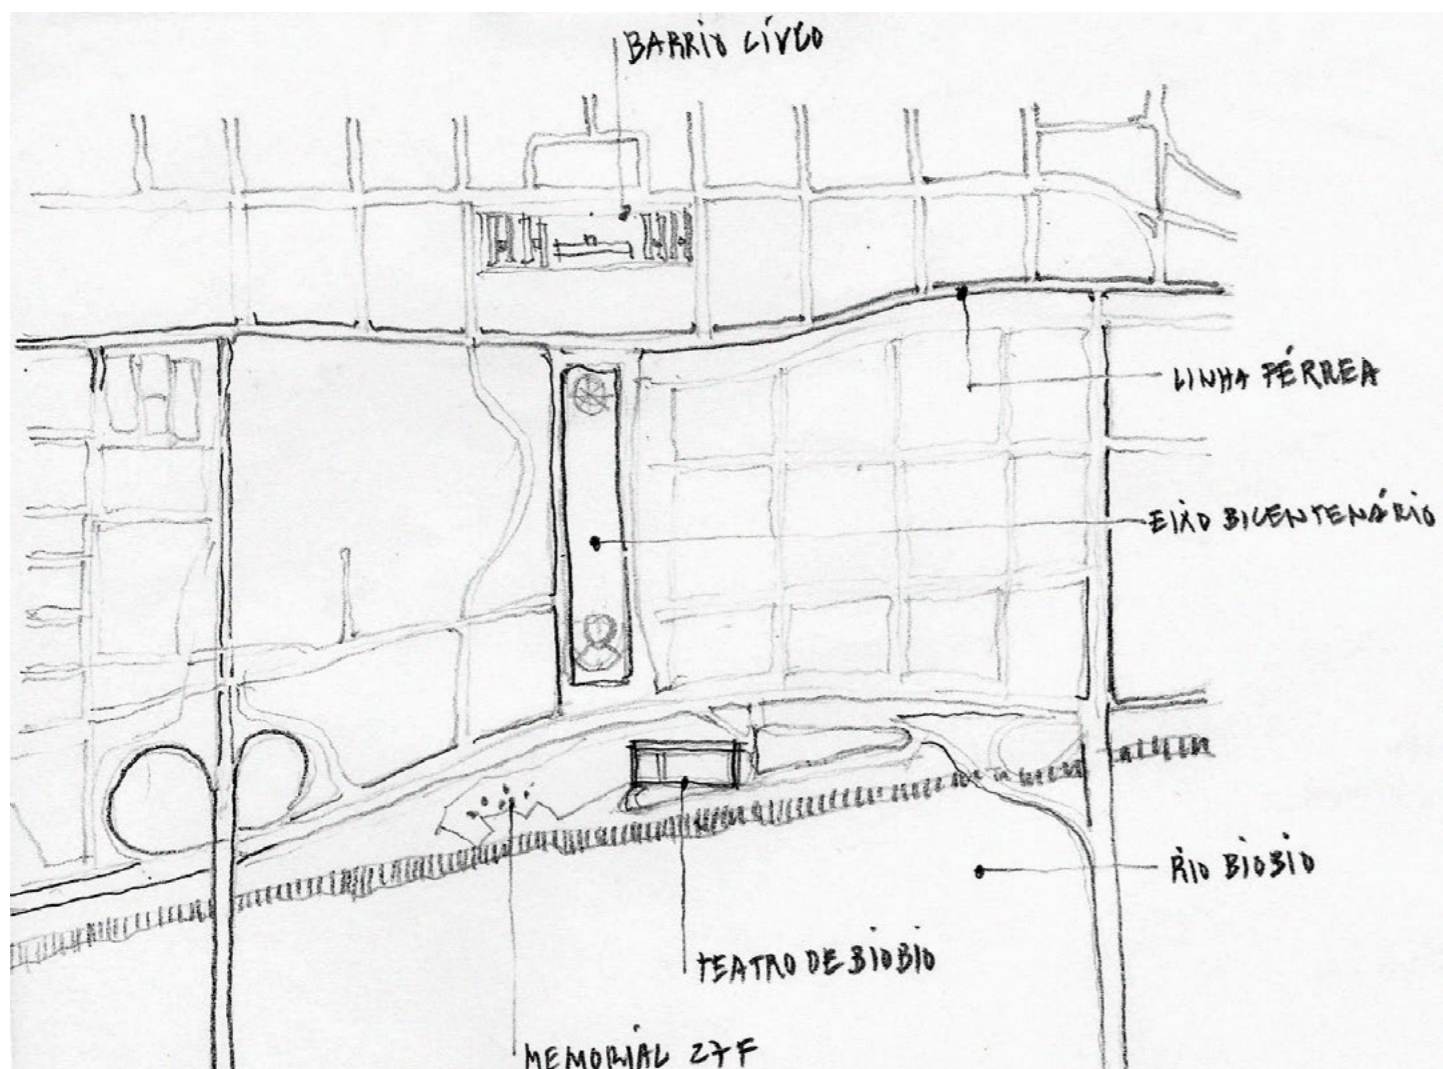 BARRIO CÍVCO
LINHA FÉRREA
EIXO BICENTENÁRIO
RIO BIOBIO
TEATRO DE BIOBIO
MEMORIAL 27F